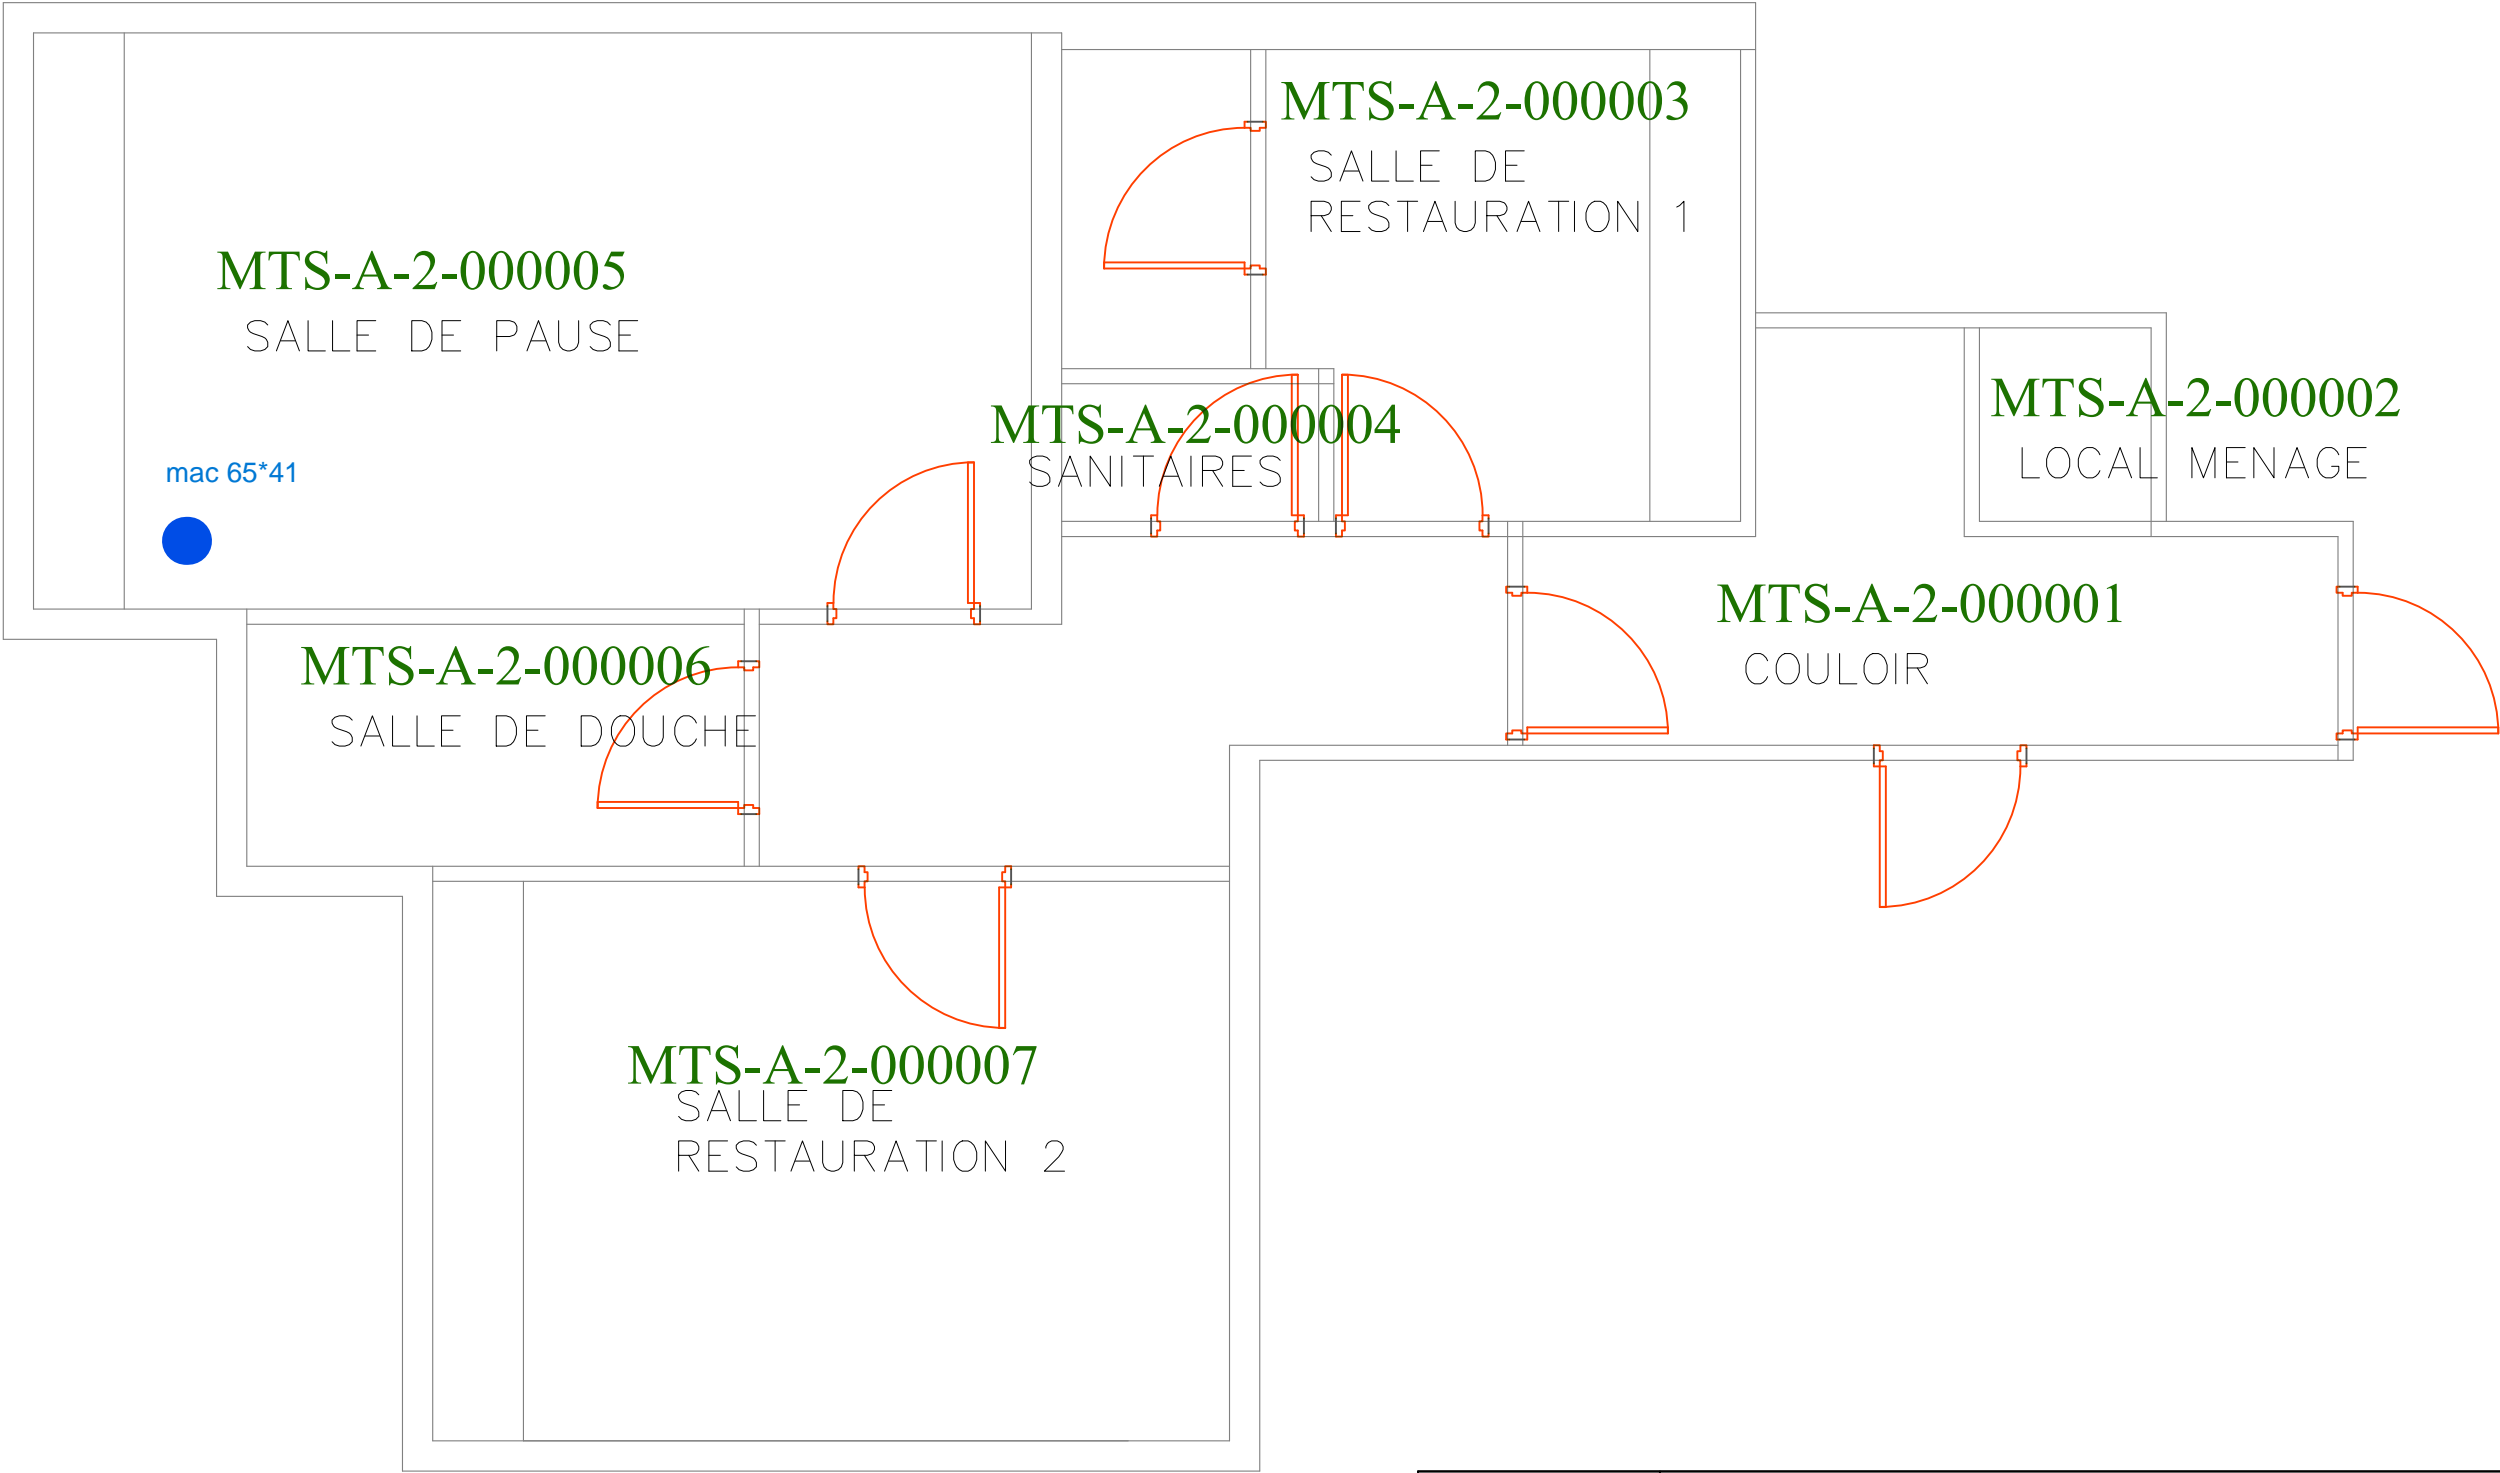 MTS-A-2-000003
SALLE DE
RESTAURATION 1
MTS-A-2-000005
SALLE DE PAUSE
MTS-A-2-000002
LOCAL MENAGE
MTS-A-2-000004
SANITAIRES
mac 65*41
MTS-A-2-000001
COULOIR
MTS-A-2-000006
SALLE DE DOUCHE
MTS-A-2-000007
SALLE DE
RESTAURATION 2